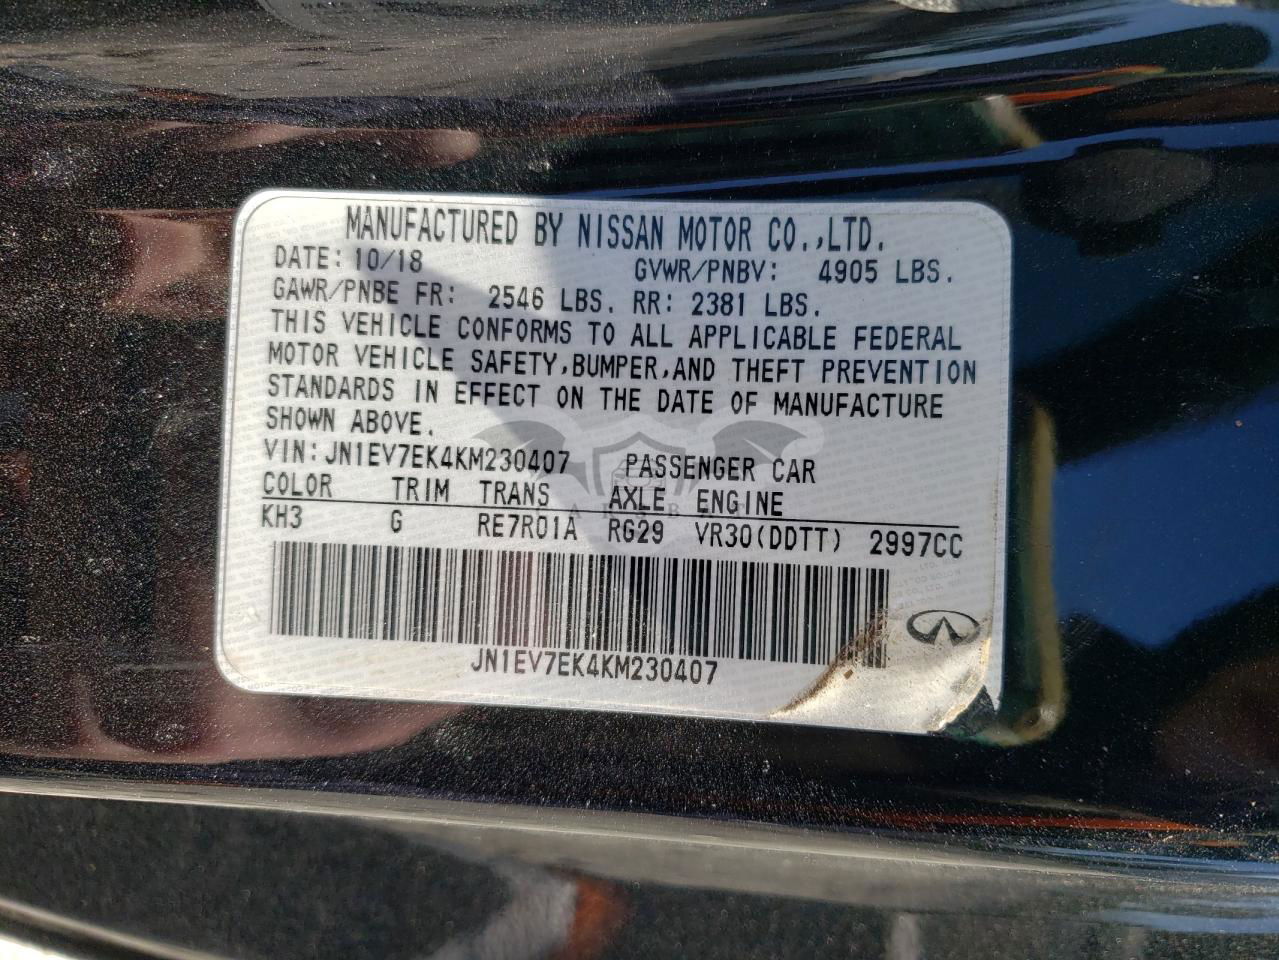 MANUFACTURED BY NISSAN MOTOR CO.,LTD.
DATE: 10/18 GVWR/PNBV: 4905 LBS.
GAWR/PNBE FR: 2546 LBS. RR: 2381 LBS.
THIS VEHICLE CONFORMS TO ALL APPLICABLE FEDERAL
MOTOR VEHICLE SAFETY,BUMPER,AND THEFT PREVENTION
STANDARDS IN EFFECT ON THE DATE OF MANUFACTURE
SHOWN ABOVE.
VIN:JN1EV7EK4KM230407 PASSENGER CAR
COLOR TRIM TRANS AXLE ENGINE
KH3 G RE7R01A RG29 VR30(DDTT) 2997CC
JN1EV7EK4KM230407